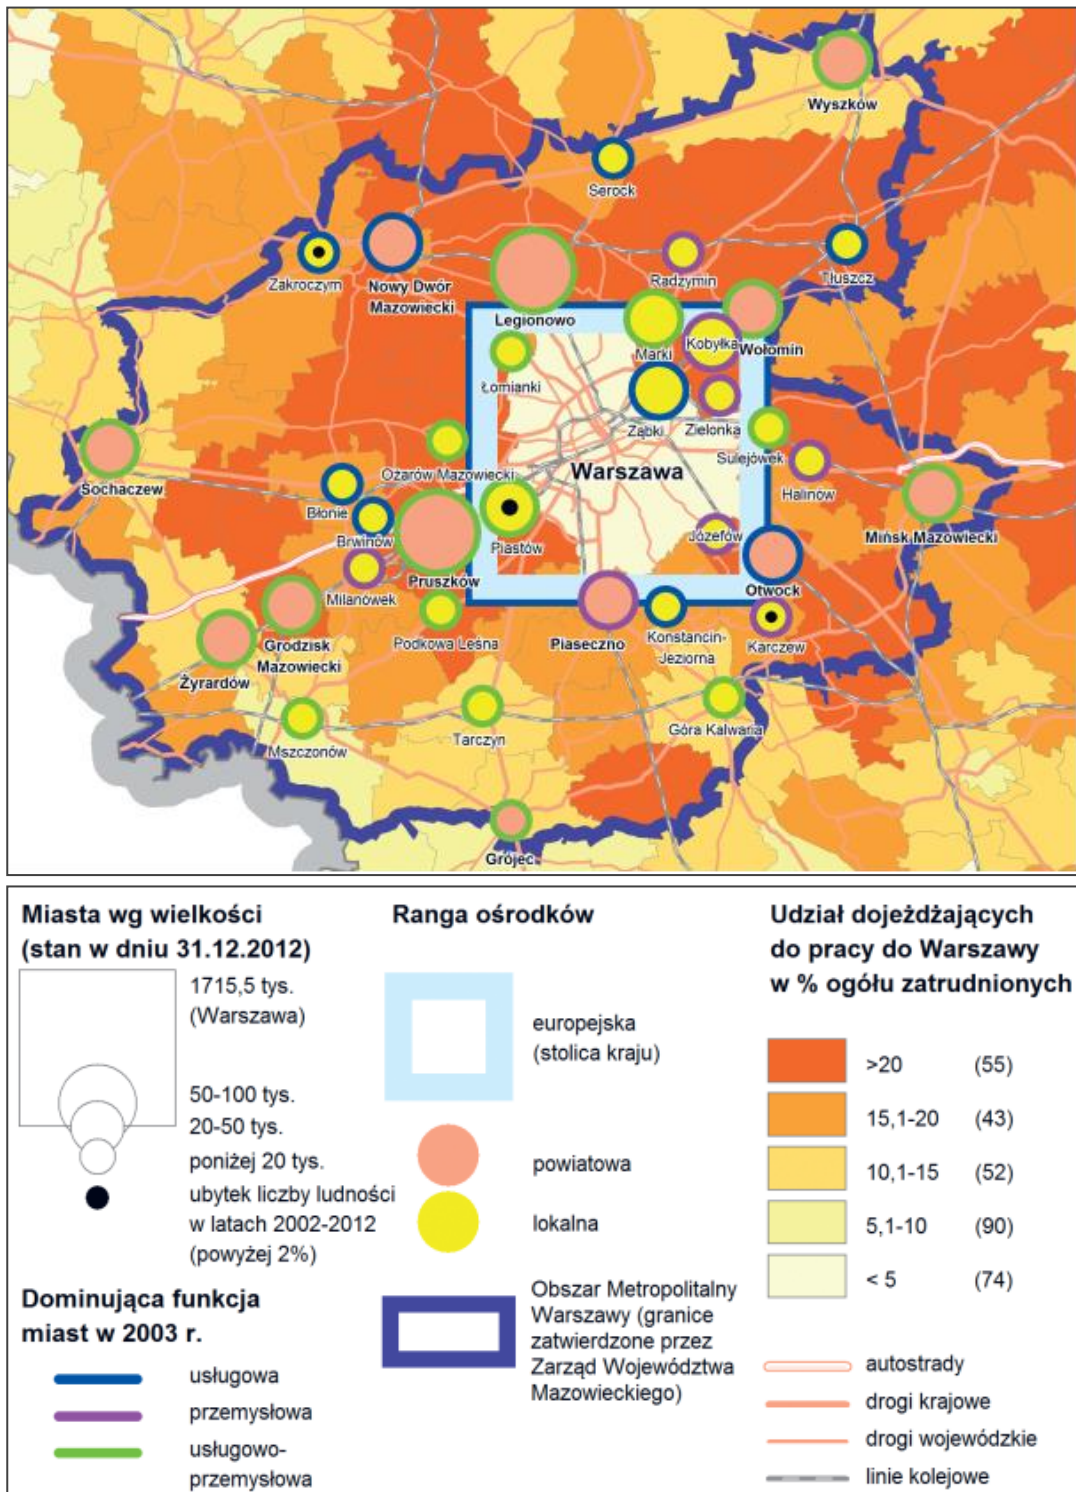 Wyszków
Serock
Zakroczym
Nowy Dwór
Mazowiecki
Radzymin
Tłuszcz
Legionowo
Marki
Kobyłka
Wołomin
Łomianki
Ząbki
Zielonka
Sulejówek
Ożarów Mazowiecki
Warszawa
Halinów
Sochaczew
Błonie
Brwinów
Piastów
Józefów
Mińsk Mazowiecki
Pruszków
Milanówek
Otwock
Podkowa Leśna
Piaseczno
Konstancin-
Jeziorna
Karczew
Grodzisk
Mazowiecki
Żyrardów
Mszczonów
Tarczyn
Góra Kalwaria
Grójec
Miasta wg wielkości
(stan w dniu 31.12.2012)
1715,5 tys.
(Warszawa)
50-100 tys.
20-50 tys.
poniżej 20 tys.
ubytek liczby ludności
w latach 2002-2012
(powyżej 2%)
Dominująca funkcja
miast w 2003 r.
usługowa
przemysłowa
usługowo-
przemysłowa
Ranga ośrodków
europejska
(stolica kraju)
powiatowa
lokalna
Obszar Metropolitalny
Warszawy (granice
zatwierdzone przez
Zarząd Województwa
Mazowieckiego)
Udział dojeżdżających
do pracy do Warszawy
w % ogółu zatrudnionych
>20 (55)
15,1-20 (43)
10,1-15 (52)
5,1-10 (90)
< 5 (74)
autostrady
drogi krajowe
drogi wojewódzkie
linie kolejowe